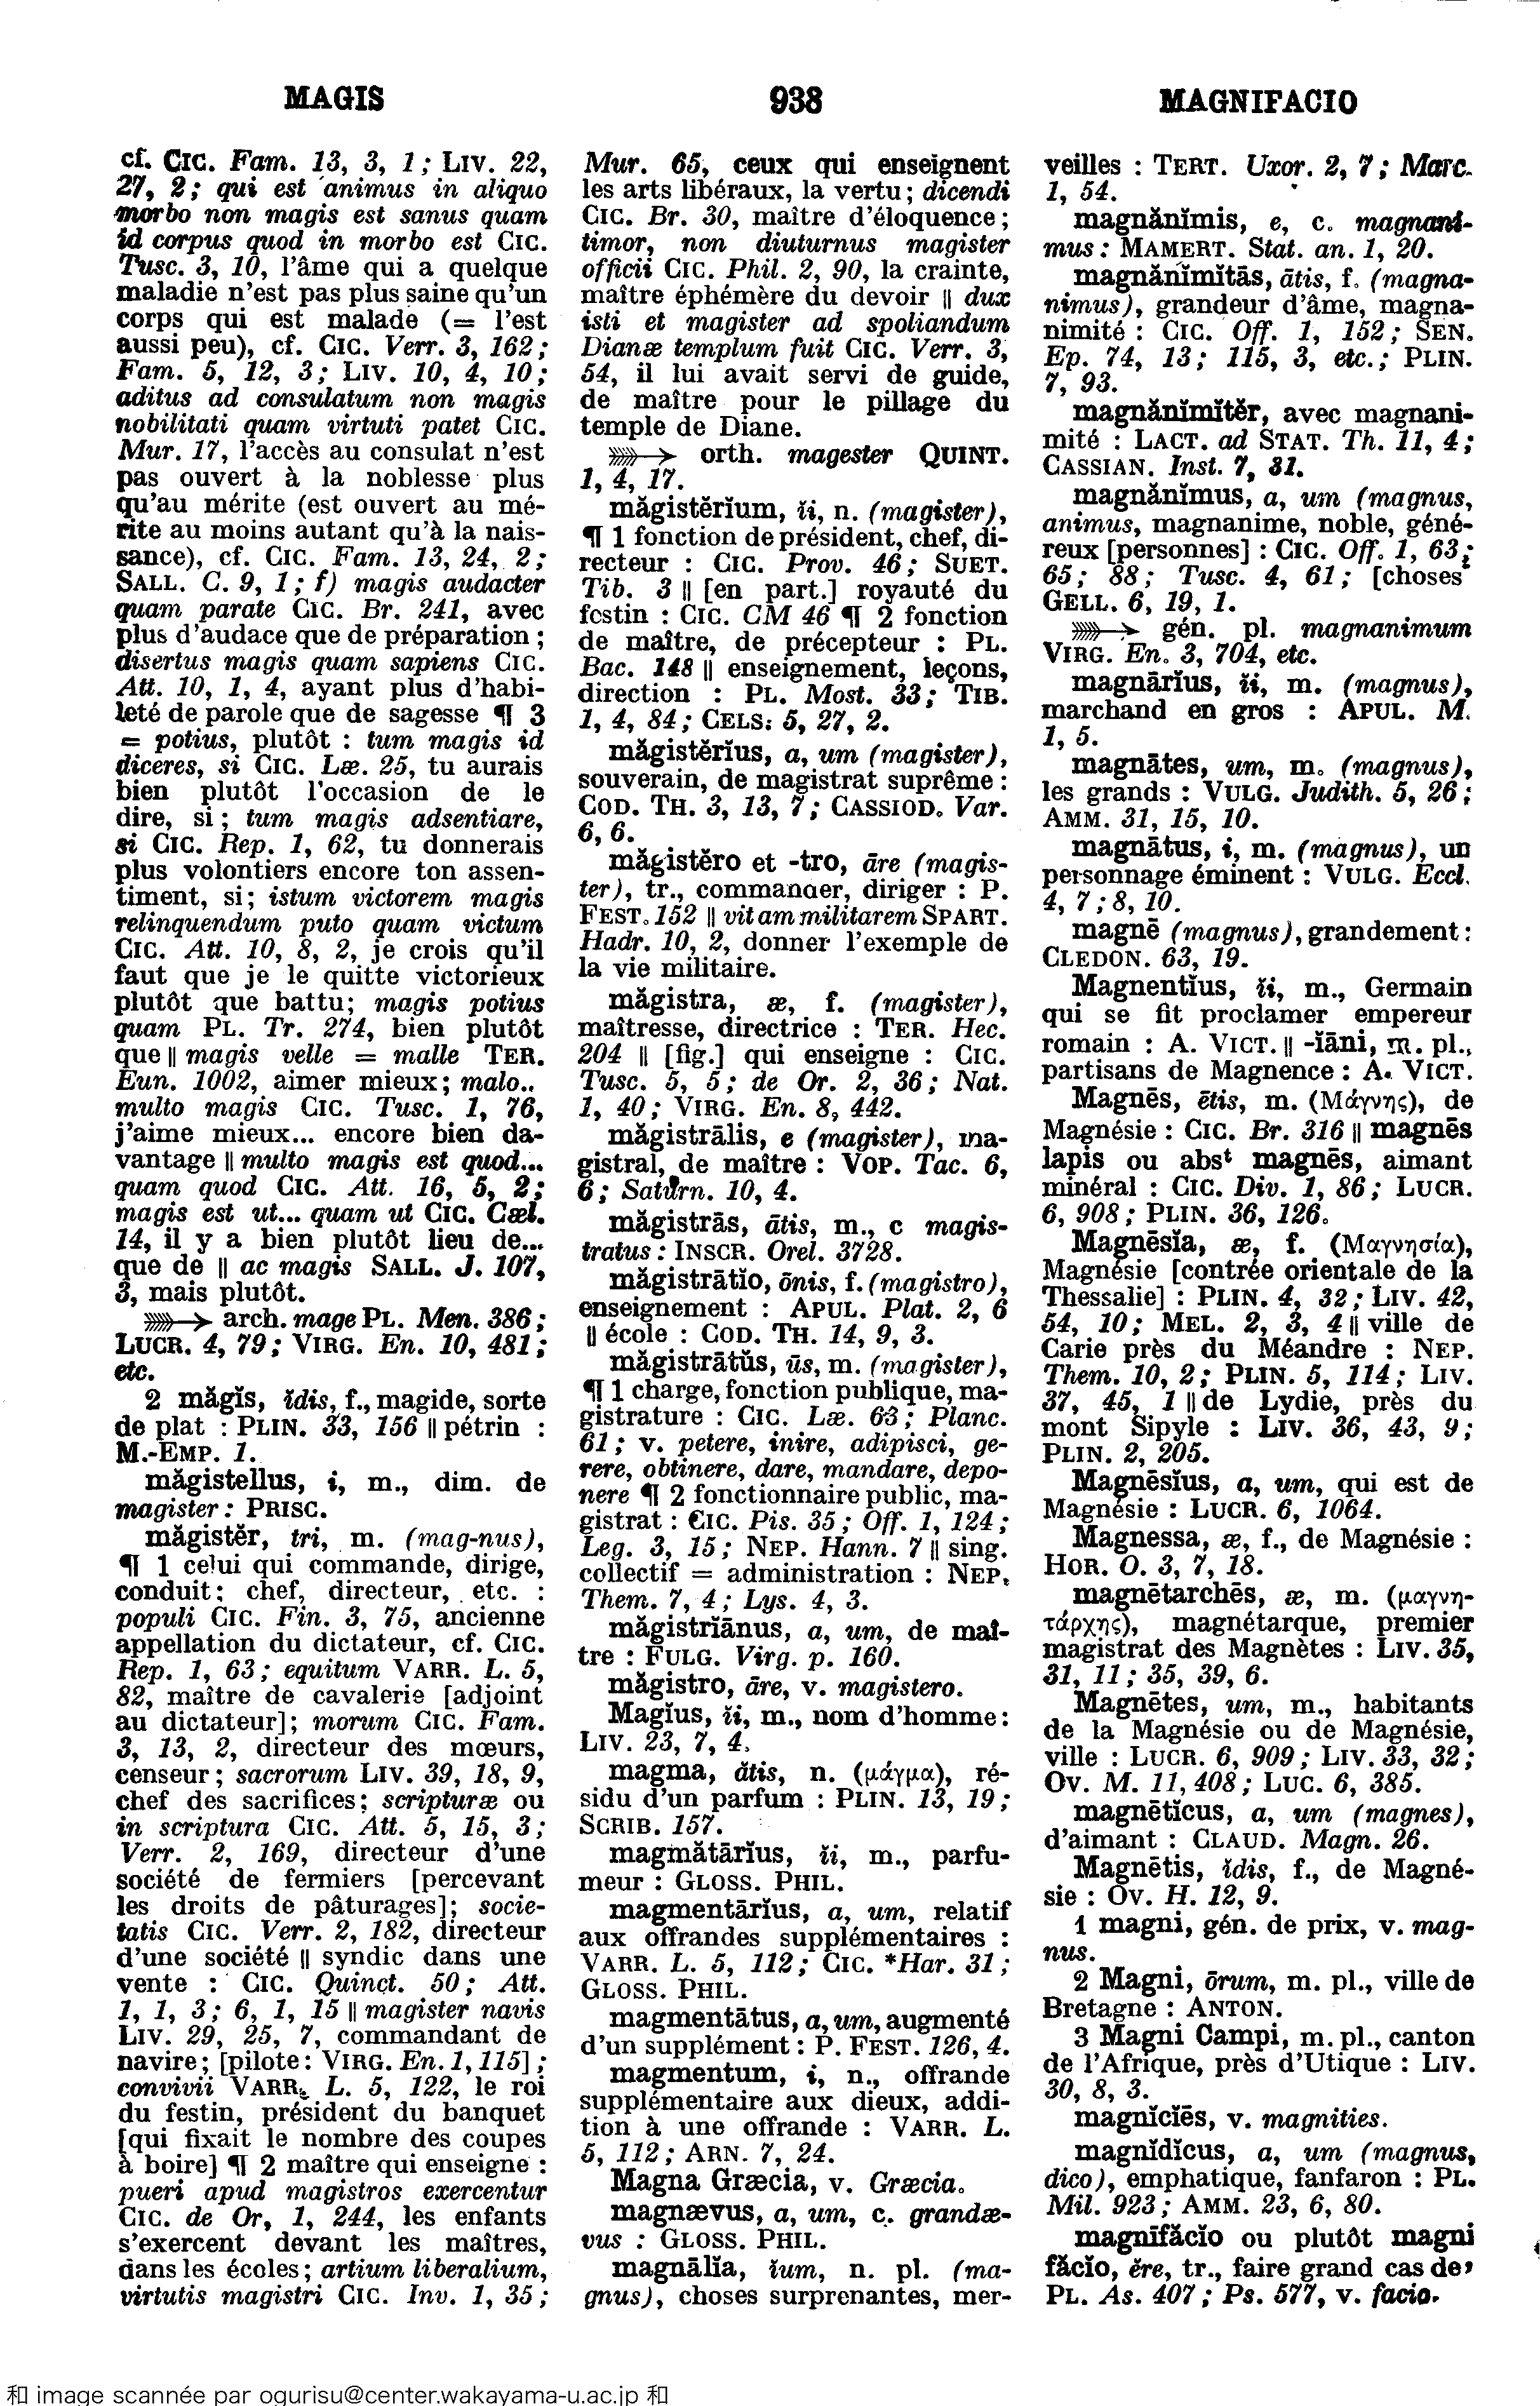 MAGIS 938 MAGNIFACIO
cf. CIC. Fam. 13, 3, 1 ; LIV. 22,
27, 2 ; qui est animus in aliquo
morbo non magis est sanus quam
id corpus quod in morbo est CIC.
Tusc. 3, 10, l'âme qui a quelque
maladie n'est pas plus saine qu'un
corps qui est malade (= l'est
aussi peu), cf. CIC. Verr. 3, 162 ;
Fam. 5, 12, 3 ; LIV. 10, 4, 10 ;
aditus ad consulatum non magis
nobilitati quam virtuti patet CIC.
Mur. 17, l'accès au consulat n'est
pas ouvert à la noblesse plus
qu'au mérite (est ouvert au mé-
rite au moins autant qu'à la nais-
sance), cf. CIC. Fam. 13, 24, 2 ;
SALL. C. 9, 1 ; f) magis audacter
quam parate CIC. Br. 241, avec
plus d'audace que de préparation ;
disertus magis quam sapiens CIC.
Att. 10, 1, 4, ayant plus d'habi-
leté de parole que de sagesse ¶ 3
= potius, plutôt : tum magis id
diceres, si CIC. Læ. 25, tu aurais
bien plutôt l'occasion de le
dire, si ; tum magis adsentiare,
si CIC. Rep. 1, 62, tu donnerais
plus volontiers encore ton assen-
timent, si ; istum victorem magis
relinquendum puto quam victum
CIC. Att. 10, 8, 2, je crois qu'il
faut que je le quitte victorieux
plutôt que battu ; magis potius
quam PL. Tr. 274, bien plutôt
que || magis velle = malle TER.
Eun. 1002, aimer mieux ; malo..
multo magis CIC. Tusc. 1, 76,
j'aime mieux... encore bien da-
vantage || multo magis est quod...
quam quod CIC. Att. 16, 5, 2 ;
magis est ut... quam ut CIC. Cæl.
14, il y a bien plutôt lieu de...
que de || ac magis SALL. J. 107,
3, mais plutôt.
➳ arch. mage PL. Men. 386 ;
LUCR. 4, 79 ; VIRG. En. 10, 481 ;
etc.
2 măgĭs, ĭdis, f., magide, sorte
de plat : PLIN. 33, 156 || pétrin :
M.-EMP. 1.
măgistellus, i, m., dim. de
magister : PRISC.
măgistĕr, tri, m. (mag-nus),
¶ 1 celui qui commande, dirige,
conduit ; chef, directeur, etc. :
populi CIC. Fin. 3, 75, ancienne
appellation du dictateur, cf. CIC.
Rep. 1, 63 ; equitum VARR. L. 5,
82, maître de cavalerie [adjoint
au dictateur] ; morum CIC. Fam.
3, 13, 2, directeur des mœurs,
censeur ; sacrorum LIV. 39, 18, 9,
chef des sacrifices ; scripturæ ou
in scriptura CIC. Att. 5, 15, 3 ;
Verr. 2, 169, directeur d'une
société de fermiers [percevant
les droits de pâturages] ; socie-
tatis CIC. Verr. 2, 182, directeur
d'une société || syndic dans une
vente : CIC. Quinct. 50 ; Att.
1, 1, 3 ; 6, 1, 15 || magister navis
LIV. 29, 25, 7, commandant de
navire ; [pilote : VIRG. En. 1, 115] ;
convivii VARR. L. 5, 122, le roi
du festin, président du banquet
[qui fixait le nombre des coupes
à boire] ¶ 2 maître qui enseigne :
pueri apud magistros exercentur
CIC. de Or, 1, 244, les enfants
s'exercent devant les maîtres,
dans les écoles ; artium liberalium,
virtutis magistri CIC. Inv. 1, 35 ;
Mur. 65, ceux qui enseignent
les arts libéraux, la vertu ; dicendi
CIC. Br. 30, maître d'éloquence ;
timor, non diuturnus magister
officii CIC. Phil. 2, 90, la crainte,
maître éphémère du devoir || dux
isti et magister ad spoliandum
Dianæ templum fuit CIC. Verr. 3,
54, il lui avait servi de guide,
de maître pour le pillage du
temple de Diane.
➳ orth. magester QUINT.
1, 4, 17.
măgistĕrĭum, ĭi, n. (magister),
¶ 1 fonction de président, chef, di-
recteur : CIC. Prov. 46 ; SUET.
Tib. 3 || [en part.] royauté du
festin : CIC. CM 46 ¶ 2 fonction
de maître, de précepteur : PL.
Bac. 148 || enseignement, leçons,
direction : PL. Most. 33 ; TIB.
1, 4, 84 ; CELS. 5, 27, 2.
măgistĕrĭus, a, um (magister),
souverain, de magistrat suprême :
COD. TH. 3, 13, 7 ; CASSIOD. Var.
6, 6.
măgistĕro et -tro, āre (magis-
ter), tr., commander, diriger : P.
FEST. 152 || vitam militarem SPART.
Hadr. 10, 2, donner l'exemple de
la vie militaire.
măgistra, æ, f. (magister),
maîtresse, directrice : TER. Hec.
204 || [fig.] qui enseigne : CIC.
Tusc. 5, 5 ; de Or. 2, 36 ; Nat.
1, 40 ; VIRG. En. 8, 442.
măgistrālis, e (magister), ma-
gistral, de maître : VOP. Tac. 6,
6 ; Saturn. 10, 4.
măgistrās, ātis, m., c magis-
tratus : INSCR. Orel. 3728.
măgistrātĭo, ōnis, f. (magistro),
enseignement : APUL. Plat. 2, 6
|| école : COD. TH. 14, 9, 3.
măgistrātŭs, ūs, m. (magister),
¶ 1 charge, fonction publique, ma-
gistrature : CIC. Læ. 63 ; Planc.
61 ; v. petere, inire, adipisci, ge-
rere, obtinere, dare, mandare, depo-
nere ¶ 2 fonctionnaire public, ma-
gistrat : CIC. Pis. 35 ; Off. 1, 124 ;
Leg. 3, 15 ; NEP. Hann. 7 || sing.
collectif = administration : NEP.
Them. 7, 4 ; Lys. 4, 3.
măgistrĭānus, a, um, de maî-
tre : FULG. Virg. p. 160.
măgistro, āre, v. magistero.
Magĭus, ĭi, m., nom d'homme :
LIV. 23, 7, 4.
magma, ătis, n. (μάγμα), ré-
sidu d'un parfum : PLIN. 13, 19 ;
SCRIB. 157.
magmătārĭus, ĭi, m., parfu-
meur : GLOSS. PHIL.
magmentārĭus, a, um, relatif
aux offrandes supplémentaires :
VARR. L. 5, 112 ; CIC. *Har. 31 ;
GLOSS. PHIL.
magmentātus, a, um, augmenté
d'un supplément : P. FEST. 126, 4.
magmentum, i, n., offrande
supplémentaire aux dieux, addi-
tion à une offrande : VARR. L.
5, 112 ; ARN. 7, 24.
Magna Græcia, v. Græcia.
magnævus, a, um, c. grandæ-
vus : GLOSS. PHIL.
magnālĭa, ĭum, n. pl. (ma-
gnus), choses surprenantes, mer-
veilles : TERT. Uxor. 2, 7 ; Marc.
1, 54.
magnănĭmis, e, c. magnani-
mus : MAMERT. Stat. an. 1, 20.
magnănĭmĭtās, ātis, f. (magna-
nimus), grandeur d'âme, magna-
nimité : CIC. Off. 1, 152 ; SEN.
Ep. 74, 13 ; 115, 3, etc. ; PLIN.
7, 93.
magnănĭmĭtĕr, avec magnani-
mité : LACT. ad STAT. Th. 11, 4 ;
CASSIAN. Inst. 7, 31.
magnănĭmus, a, um (magnus,
animus, magnanime, noble, géné-
reux [personnes] : CIC. Off. 1, 63 ;
65 ; 88 ; Tusc. 4, 61 ; [choses
GELL. 6, 19, 1.
➳ gén. pl. magnanimum
VIRG. En. 3, 704, etc.
magnārĭus, ĭi, m. (magnus),
marchand en gros : APUL. M.
1, 5.
magnātes, um, m. (magnus),
les grands : VULG. Judith. 5, 26 ;
AMM. 31, 15, 10.
magnātus, i, m. (magnus), un
personnage éminent : VULG. Eccl.
4, 7 ; 8, 10.
magnē (magnus), grandement :
CLEDON. 63, 19.
Magnentĭus, ĭi, m., Germain
qui se fit proclamer empereur
romain : A. VICT. || -ĭāni, m. pl.,
partisans de Magnence : A. VICT.
Magnēs, ētis, m. (Μάγνης), de
Magnésie : CIC. Br. 316 || magnēs
lapis ou absᵗ magnēs, aimant
minéral : CIC. Div. 1, 86 ; LUCR.
6, 908 ; PLIN. 36, 126.
Magnēsĭa, æ, f. (Μαγνησία),
Magnésie [contrée orientale de la
Thessalie] : PLIN. 4, 32 ; LIV. 42,
54, 10 ; MEL. 2, 3, 4 || ville de
Carie près du Méandre : NEP.
Them. 10, 2 ; PLIN. 5, 114 ; LIV.
37, 45, 1 || de Lydie, près du
mont Sipyle : LIV. 36, 43, 9 ;
PLIN. 2, 205.
Magnēsĭus, a, um, qui est de
Magnésie : LUCR. 6, 1064.
Magnessa, æ, f., de Magnésie :
HOR. O. 3, 7, 18.
magnētarchēs, æ, m. (μαγνη-
τάρχης), magnétarque, premier
magistrat des Magnètes : LIV. 35,
31, 11 ; 35, 39, 6.
Magnētes, um, m., habitants
de la Magnésie ou de Magnésie,
ville : LUCR. 6, 909 ; LIV. 33, 32 ;
OV. M. 11, 408 ; LUC. 6, 385.
magnētĭcus, a, um (magnes),
d'aimant : CLAUD. Magn. 26.
Magnētis, ĭdis, f., de Magné-
sie : OV. H. 12, 9.
1 magni, gén. de prix, v. mag-
nus.
2 Magni, ōrum, m. pl., ville de
Bretagne : ANTON.
3 Magni Campi, m. pl., canton
de l'Afrique, près d'Utique : LIV.
30, 8, 3.
magnĭcĭēs, v. magnities.
magnĭdĭcus, a, um (magnus,
dico), emphatique, fanfaron : PL.
Mil. 923 ; AMM. 23, 6, 80.
magnĭfăcĭo ou plutôt magni
făcĭo, ĕre, tr., faire grand cas de'
PL. As. 407 ; Ps. 577, v. facio.
和 image scannée par ogurisu@center.wakayama-u.ac.jp 和